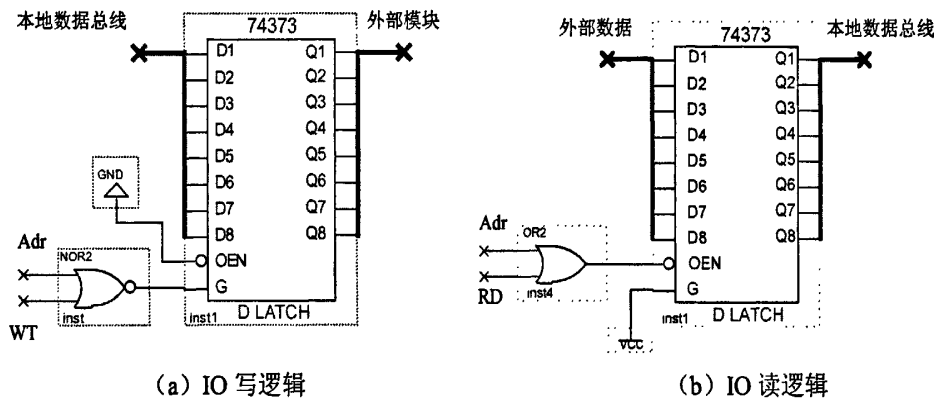 本地数据总线
外部模块
74373
D1 Q1
D2 Q2
D3 Q3
D4 Q4
D5 Q5
D6 Q6
D7 Q7
D8 Q8
OEN
G
GND
Adr
NOR2
WT
inst
inst1
D LATCH
(a) IO 写逻辑
外部数据
本地数据总线
74373
D1 Q1
D2 Q2
D3 Q3
D4 Q4
D5 Q5
D6 Q6
D7 Q7
D8 Q8
OEN
G
Adr
OR2
RD
inst4
VCC
inst1
D LATCH
(b) IO 读逻辑